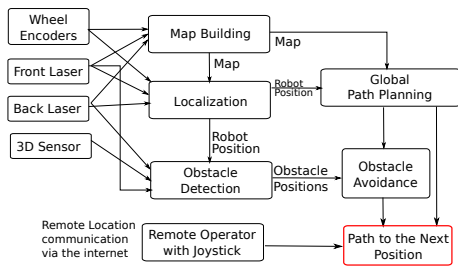 Wheel
Encoders
Front Laser
Back Laser
3D Sensor
Map Building
Map
Map
Localization
Robot
Position
Global
Path Planning
Robot
Position
Obstacle
Detection
Obstacle
Positions
Obstacle
Avoidance
Remote Location
communication
via the internet
Remote Operator
with Joystick
Path to the Next
Position